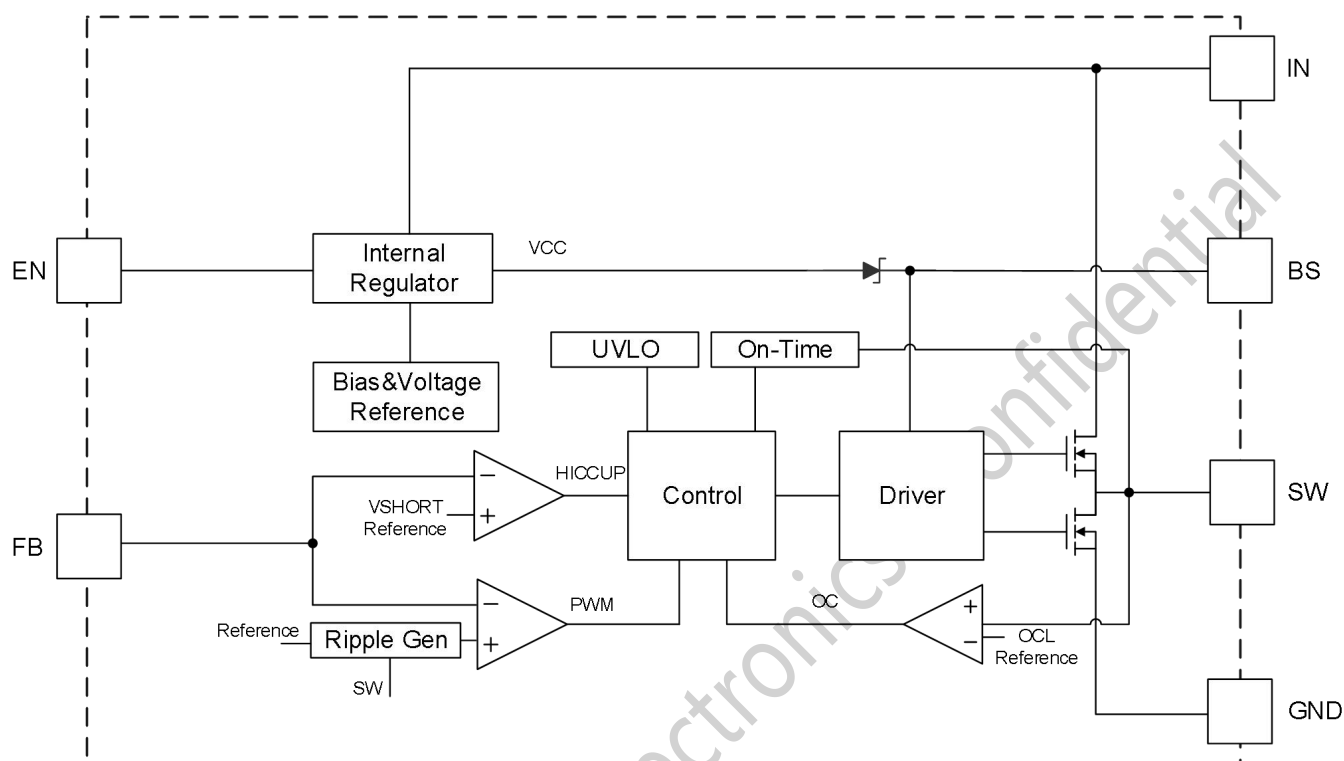 IN
EN
Internal
Regulator
VCC
BS
UVLO
On-Time
Bias&Voltage
Reference
HICCUP
VSHORT
Reference
Control
Driver
SW
FB
PWM
OC
OCL
Reference
Reference
Ripple Gen
SW
GND
Confidential